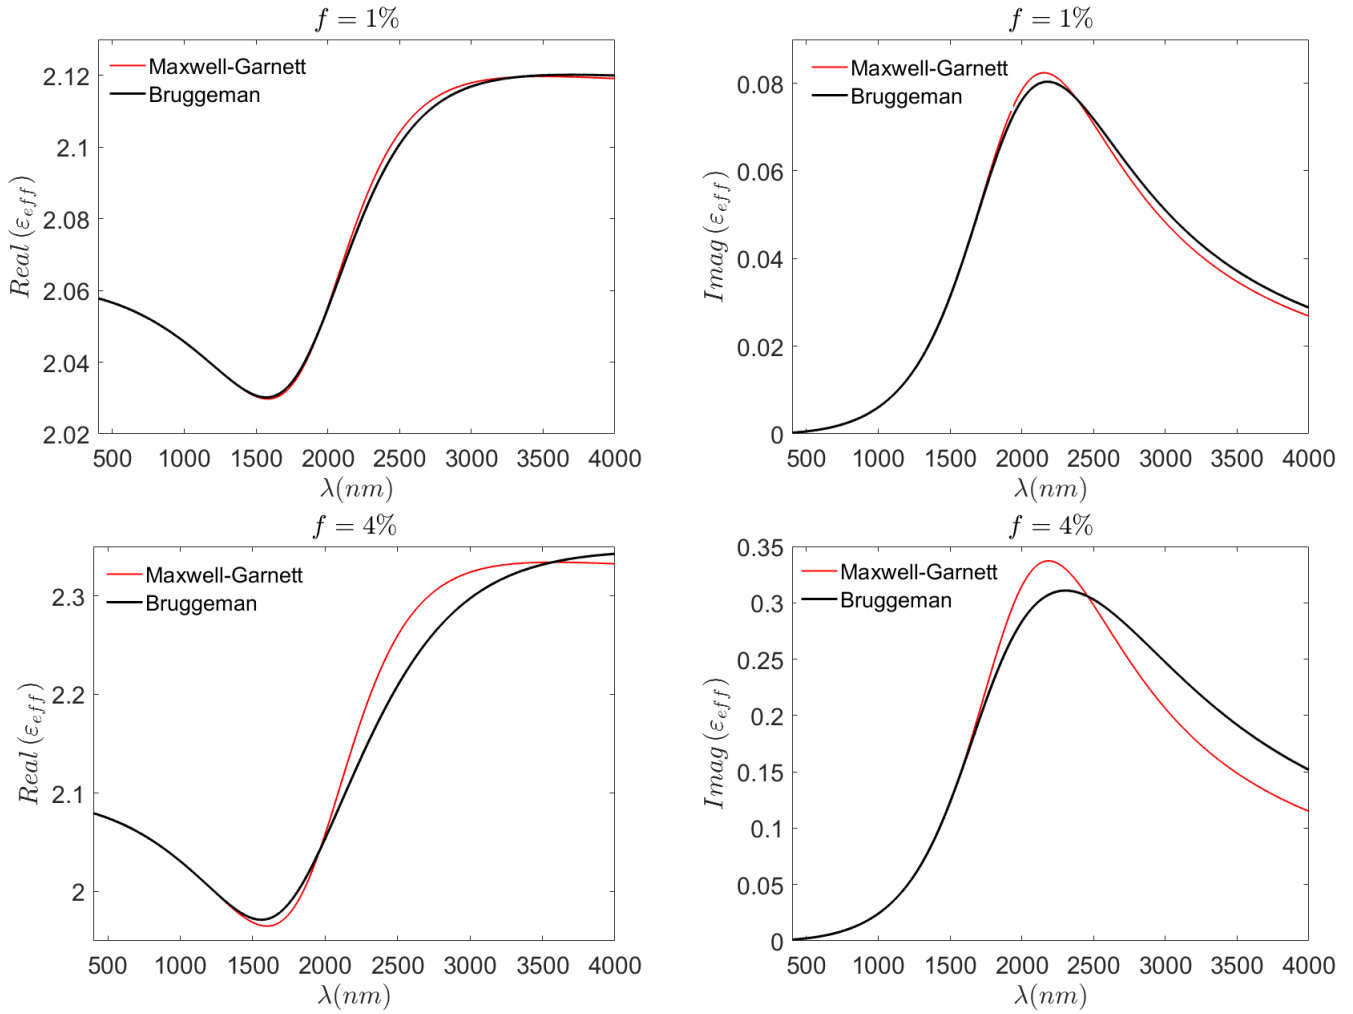 f = 1%
Maxwell-Garnett
Bruggeman
2.12
2.1
2.08
2.06
2.04
2.02
Real (ε_eff)
500 1000 1500 2000 2500 3000 3500 4000
λ(nm)
f = 1%
Maxwell-Garnett
Bruggeman
0.08
0.06
0.04
0.02
0
Imag (ε_eff)
500 1000 1500 2000 2500 3000 3500 4000
λ(nm)
f = 4%
Maxwell-Garnett
Bruggeman
2.3
2.2
2.1
2
Real (ε_eff)
500 1000 1500 2000 2500 3000 3500 4000
λ(nm)
f = 4%
Maxwell-Garnett
Bruggeman
0.35
0.3
0.25
0.2
0.15
0.1
0.05
0
Imag (ε_eff)
500 1000 1500 2000 2500 3000 3500 4000
λ(nm)